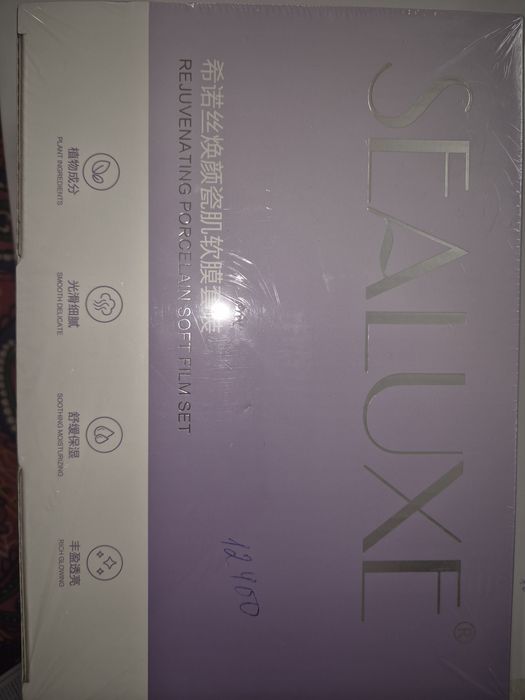 SEALUXE®
希诺丝焕颜瓷肌软膜套装
REJUVENATING PORCELAIN SOFT FILM SET
12400
植物成分
PLANT INGREDIENTS
光滑细腻
SMOOTH DELICATE
舒缓保湿
SOOTHING MOISTURIZING
丰盈透亮
RICH GLOWING